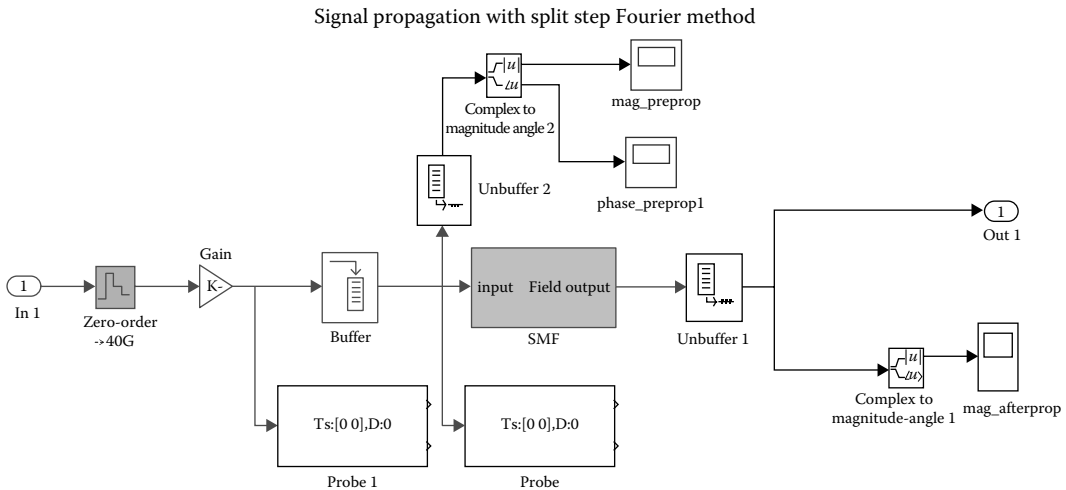 Signal propagation with split step Fourier method
|u|
∠u
Complex to
magnitude angle 2
mag_preprop
Unbuffer 2
phase_preprop1
1
Out 1
Gain
1
In 1
Zero-order
->40G
K-
Buffer
input Field output
SMF
Unbuffer 1
|u|
∠u
Complex to
magnitude-angle 1
mag_afterprop
Ts:[0 0],D:0
Probe 1
Ts:[0 0],D:0
Probe